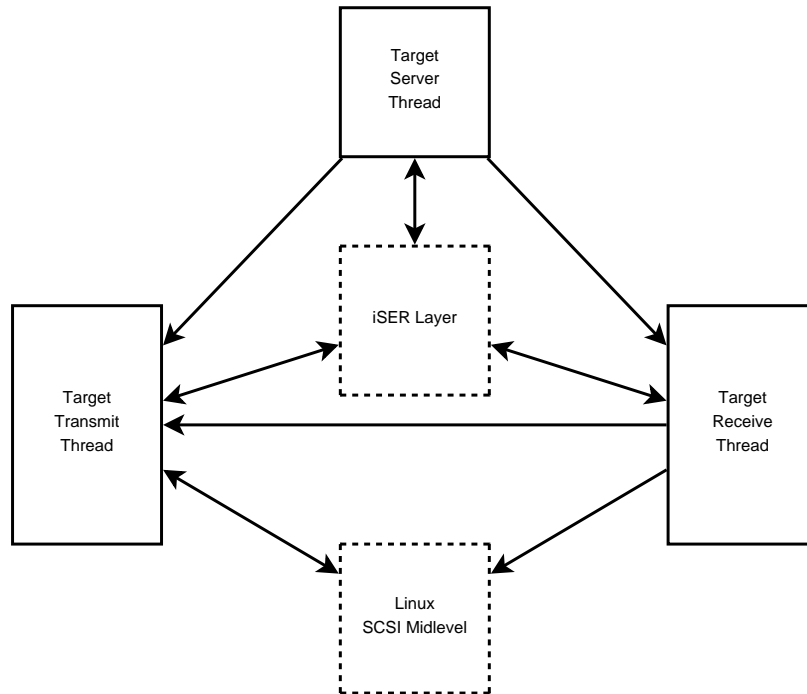 Target
Server
Thread
iSER Layer
Target
Transmit
Thread
Target
Receive
Thread
Linux
SCSI Midlevel